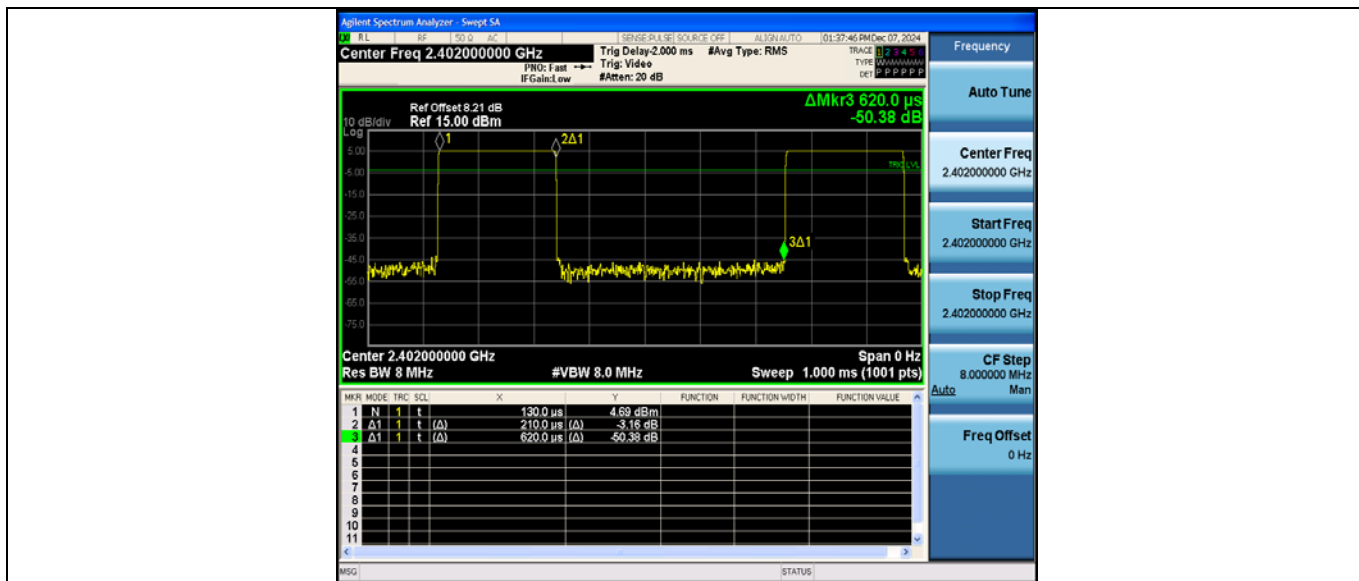 Agilent Spectrum Analyzer - Swept SA
RL RF 50 Ω AC SENSE:PULSE SOURCE OFF ALIGN AUTO 01:37:46 PM Dec 07, 2024
Center Freq 2.402000000 GHz
PNO: Fast
IFGain:Low
Trig Delay-2.000 ms
Trig: Video
#Atten: 20 dB
#Avg Type: RMS
TRACE 1 2 3 4 5 6
TYPE WWWWWW
DET P P P P P P
Frequency
Ref Offset 8.21 dB
10 dB/div Ref 15.00 dBm
Log
ΔMkr3 620.0 µs
-50.38 dB
1
2Δ1
3Δ1
TRIG LVL
5.00
-5.00
-15.0
-25.0
-35.0
-45.0
-55.0
-65.0
-75.0
Center 2.402000000 GHz Span 0 Hz
Res BW 8 MHz #VBW 8.0 MHz Sweep 1.000 ms (1001 pts)
MKR MODE TRC SCL X Y FUNCTION FUNCTION WIDTH FUNCTION VALUE
1 N 1 t 130.0 µs 4.69 dBm
2 Δ1 1 t (Δ) 210.0 µs (Δ) -3.16 dB
3 Δ1 1 t (Δ) 620.0 µs (Δ) -50.38 dB
4
5
6
7
8
9
10
11
MSG STATUS
Auto Tune
Center Freq
2.402000000 GHz
Start Freq
2.402000000 GHz
Stop Freq
2.402000000 GHz
CF Step
8.000000 MHz
Auto Man
Freq Offset
0 Hz